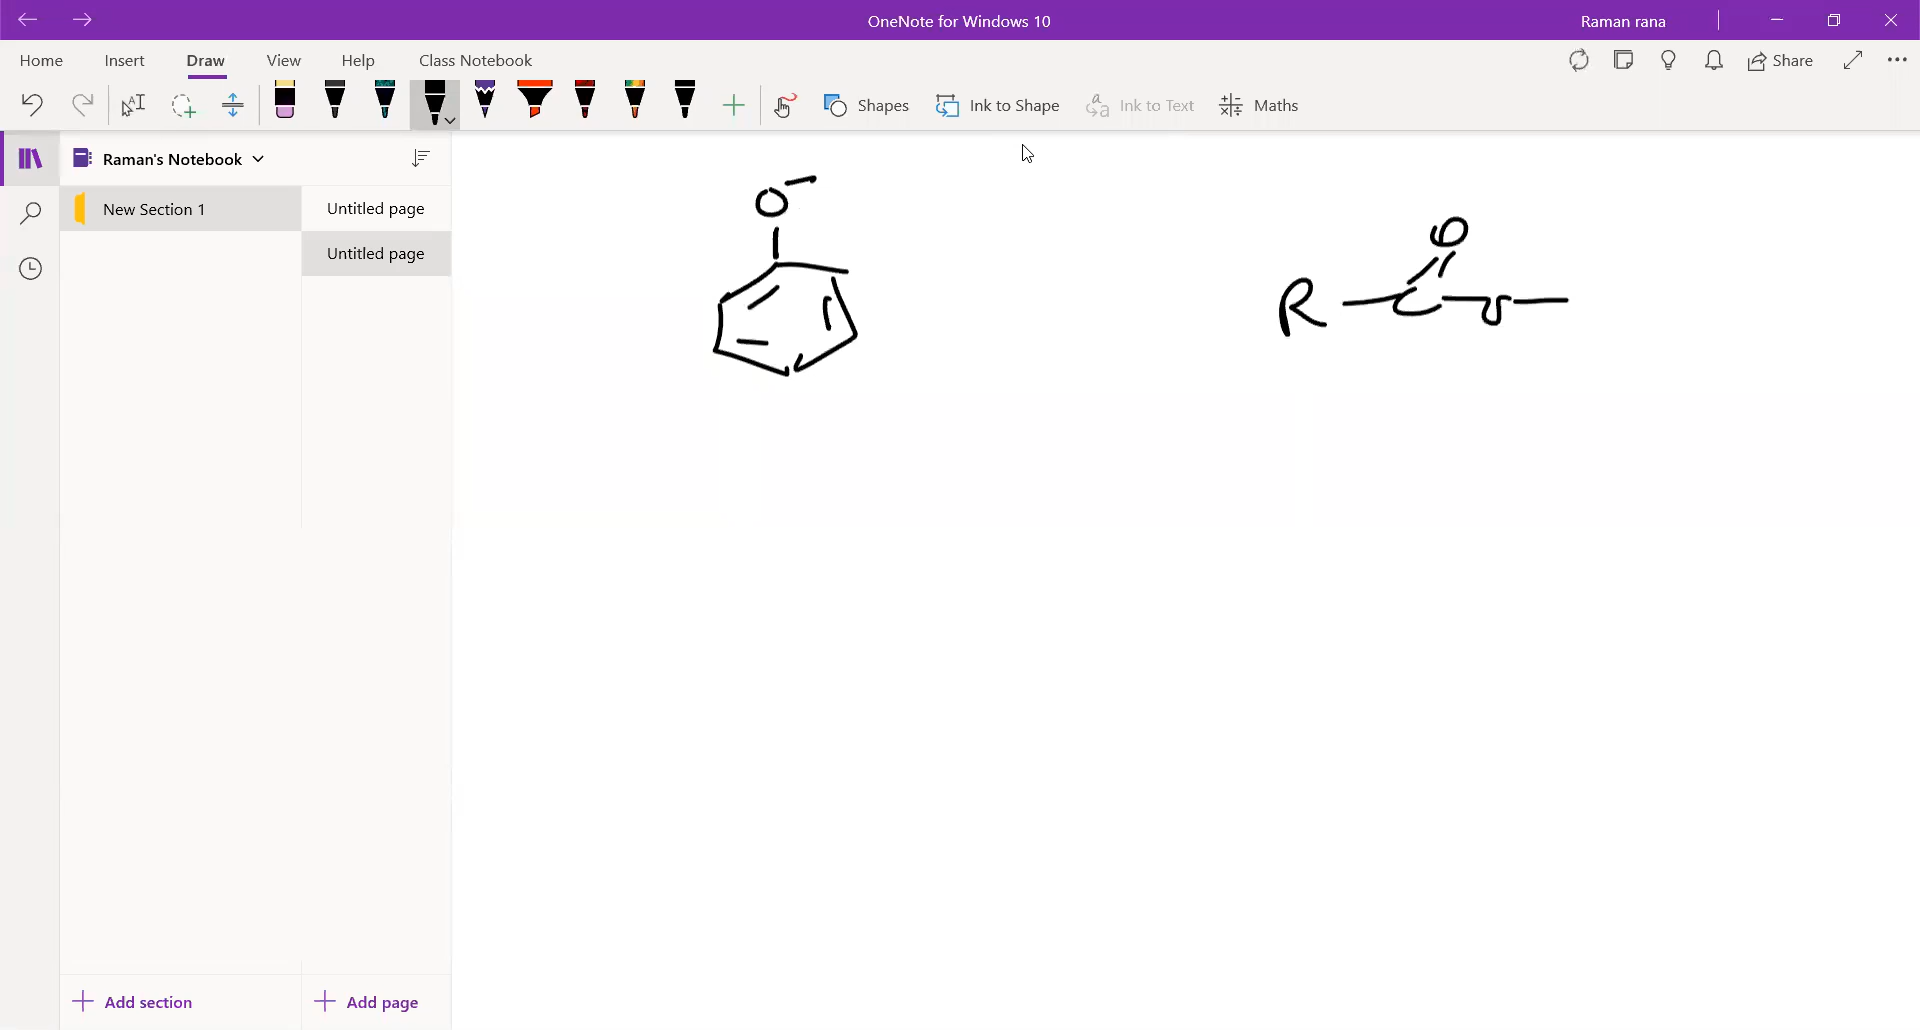 OneNote for Windows 10
Raman rana
Home Insert Draw View Help Class Notebook
Share
Shapes Ink to Shape Ink to Text Maths
Raman's Notebook
New Section 1
Untitled page
Untitled page
O−
O
R — C — O —
Add section
Add page